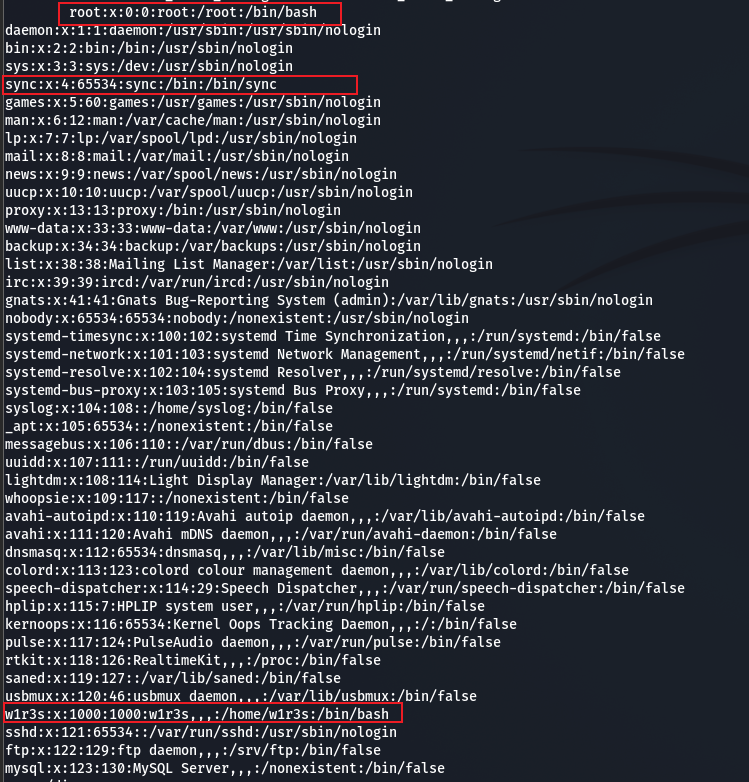 root:x:0:0:root:/root:/bin/bash
daemon:x:1:1:daemon:/usr/sbin:/usr/sbin/nologin
bin:x:2:2:bin:/bin:/usr/sbin/nologin
sys:x:3:3:sys:/dev:/usr/sbin/nologin
sync:x:4:65534:sync:/bin:/bin/sync
games:x:5:60:games:/usr/games:/usr/sbin/nologin
man:x:6:12:man:/var/cache/man:/usr/sbin/nologin
lp:x:7:7:lp:/var/spool/lpd:/usr/sbin/nologin
mail:x:8:8:mail:/var/mail:/usr/sbin/nologin
news:x:9:9:news:/var/spool/news:/usr/sbin/nologin
uucp:x:10:10:uucp:/var/spool/uucp:/usr/sbin/nologin
proxy:x:13:13:proxy:/bin:/usr/sbin/nologin
www-data:x:33:33:www-data:/var/www:/usr/sbin/nologin
backup:x:34:34:backup:/var/backups:/usr/sbin/nologin
list:x:38:38:Mailing List Manager:/var/list:/usr/sbin/nologin
irc:x:39:39:ircd:/var/run/ircd:/usr/sbin/nologin
gnats:x:41:41:Gnats Bug-Reporting System (admin):/var/lib/gnats:/usr/sbin/nologin
nobody:x:65534:65534:nobody:/nonexistent:/usr/sbin/nologin
systemd-timesync:x:100:102:systemd Time Synchronization,,,:/run/systemd:/bin/false
systemd-network:x:101:103:systemd Network Management,,,:/run/systemd/netif:/bin/false
systemd-resolve:x:102:104:systemd Resolver,,,:/run/systemd/resolve:/bin/false
systemd-bus-proxy:x:103:105:systemd Bus Proxy,,,:/run/systemd:/bin/false
syslog:x:104:108::/home/syslog:/bin/false
_apt:x:105:65534::/nonexistent:/bin/false
messagebus:x:106:110::/var/run/dbus:/bin/false
uuidd:x:107:111::/run/uuidd:/bin/false
lightdm:x:108:114:Light Display Manager:/var/lib/lightdm:/bin/false
whoopsie:x:109:117::/nonexistent:/bin/false
avahi-autoipd:x:110:119:Avahi autoip daemon,,,:/var/lib/avahi-autoipd:/bin/false
avahi:x:111:120:Avahi mDNS daemon,,,:/var/run/avahi-daemon:/bin/false
dnsmasq:x:112:65534:dnsmasq,,,:/var/lib/misc:/bin/false
colord:x:113:123:colord colour management daemon,,,:/var/lib/colord:/bin/false
speech-dispatcher:x:114:29:Speech Dispatcher,,,:/var/run/speech-dispatcher:/bin/false
hplip:x:115:7:HPLIP system user,,,:/var/run/hplip:/bin/false
kernoops:x:116:65534:Kernel Oops Tracking Daemon,,,:/:/bin/false
pulse:x:117:124:PulseAudio daemon,,,:/var/run/pulse:/bin/false
rtkit:x:118:126:RealtimeKit,,,:/proc:/bin/false
saned:x:119:127::/var/lib/saned:/bin/false
usbmux:x:120:46:usbmux daemon,,,:/var/lib/usbmux:/bin/false
w1r3s:x:1000:1000:w1r3s,,,:/home/w1r3s:/bin/bash
sshd:x:121:65534::/var/run/sshd:/usr/sbin/nologin
ftp:x:122:129:ftp daemon,,,:/srv/ftp:/bin/false
mysql:x:123:130:MySQL Server,,,:/nonexistent:/bin/false